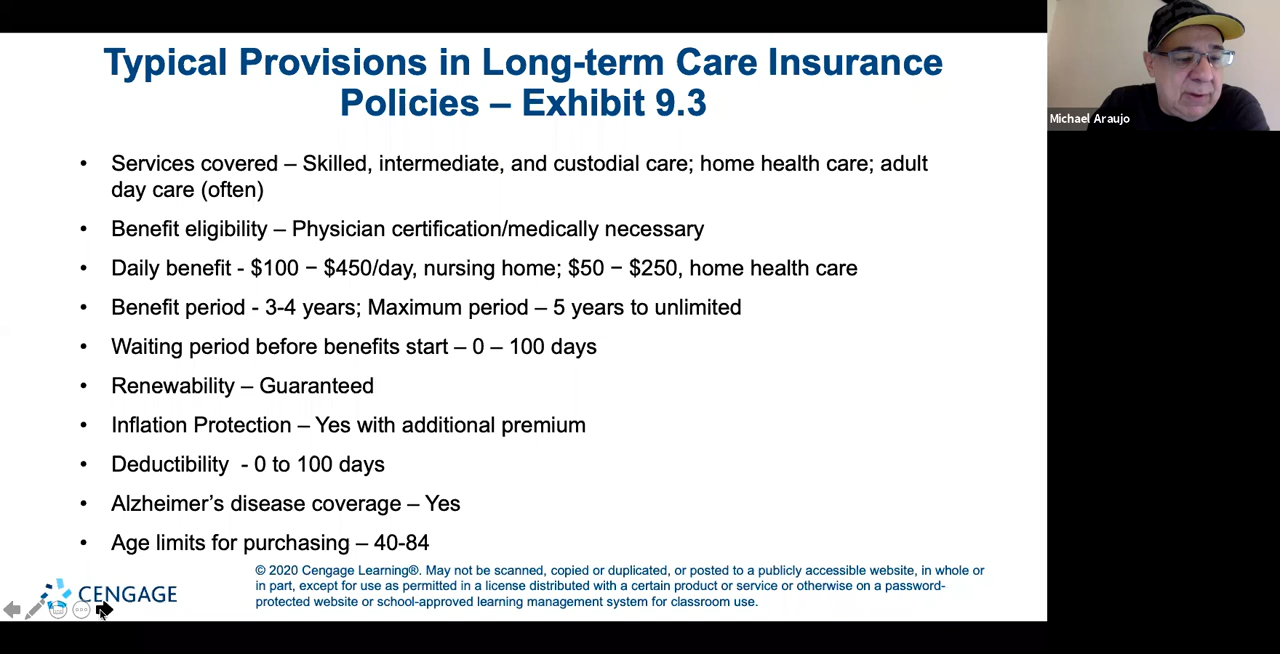 Typical Provisions in Long-term Care Insurance
Policies – Exhibit 9.3
Michael Araujo
• Services covered – Skilled, intermediate, and custodial care; home health care; adult
day care (often)
• Benefit eligibility – Physician certification/medically necessary
• Daily benefit - $100 − $450/day, nursing home; $50 − $250, home health care
• Benefit period - 3-4 years; Maximum period – 5 years to unlimited
• Waiting period before benefits start – 0 – 100 days
• Renewability – Guaranteed
• Inflation Protection – Yes with additional premium
• Deductibility - 0 to 100 days
• Alzheimer’s disease coverage – Yes
• Age limits for purchasing – 40-84
CENGAGE
© 2020 Cengage Learning®. May not be scanned, copied or duplicated, or posted to a publicly accessible website, in whole or
in part, except for use as permitted in a license distributed with a certain product or service or otherwise on a password-
protected website or school-approved learning management system for classroom use.